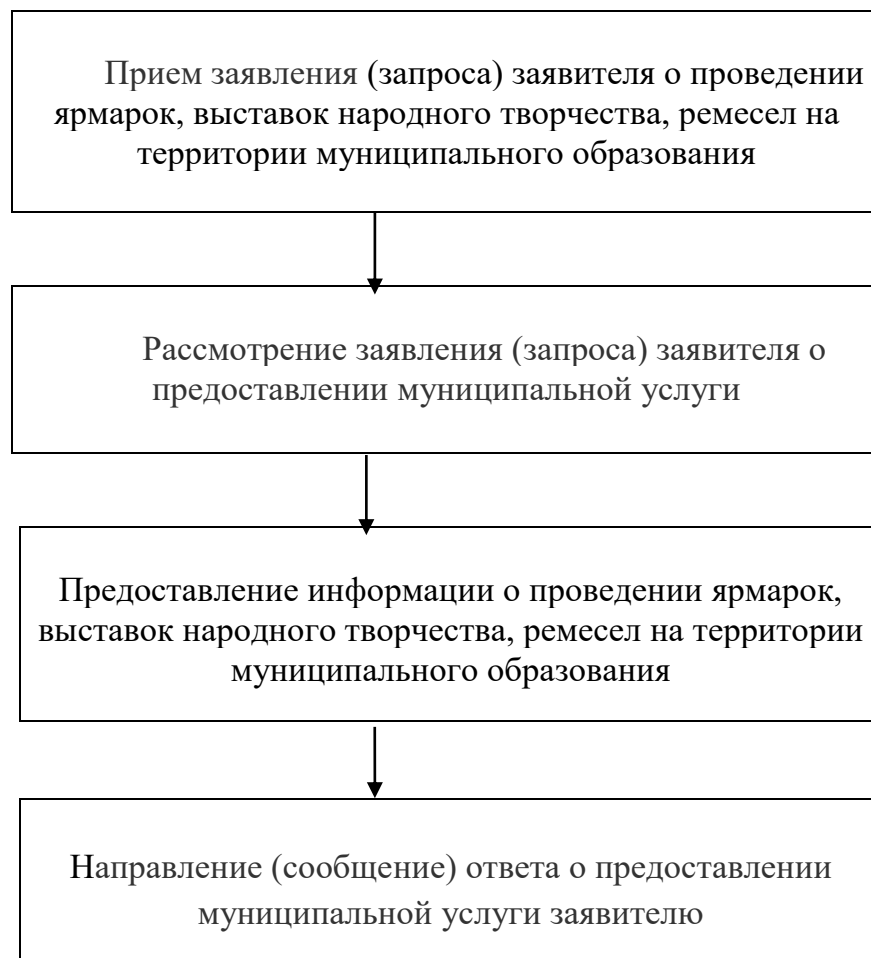 Прием заявления (запроса) заявителя о проведении
ярмарок, выставок народного творчества, ремесел на
территории муниципального образования
Рассмотрение заявления (запроса) заявителя о
предоставлении муниципальной услуги
Предоставление информации о проведении ярмарок,
выставок народного творчества, ремесел на территории
муниципального образования
Направление (сообщение) ответа о предоставлении
муниципальной услуги заявителю